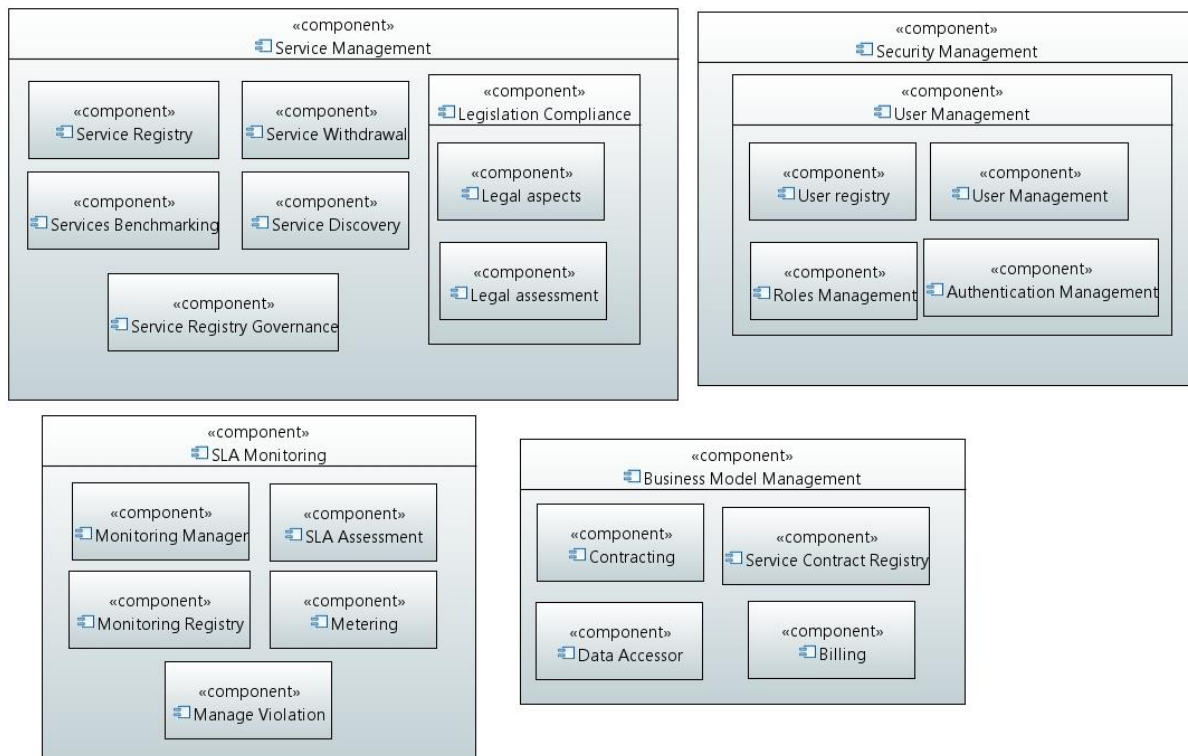 «component»
Service Management
«component»
Service Registry
«component»
Service Withdrawal
«component»
Services Benchmarking
«component»
Service Discovery
«component»
Service Registry Governance
«component»
Legislation Compliance
«component»
Legal aspects
«component»
Legal assessment
«component»
Security Management
«component»
User Management
«component»
User registry
«component»
User Management
«component»
Roles Management
«component»
Authentication Management
«component»
SLA Monitoring
«component»
Monitoring Manager
«component»
SLA Assessment
«component»
Monitoring Registry
«component»
Metering
«component»
Manage Violation
«component»
Business Model Management
«component»
Contracting
«component»
Service Contract Registry
«component»
Data Accessor
«component»
Billing